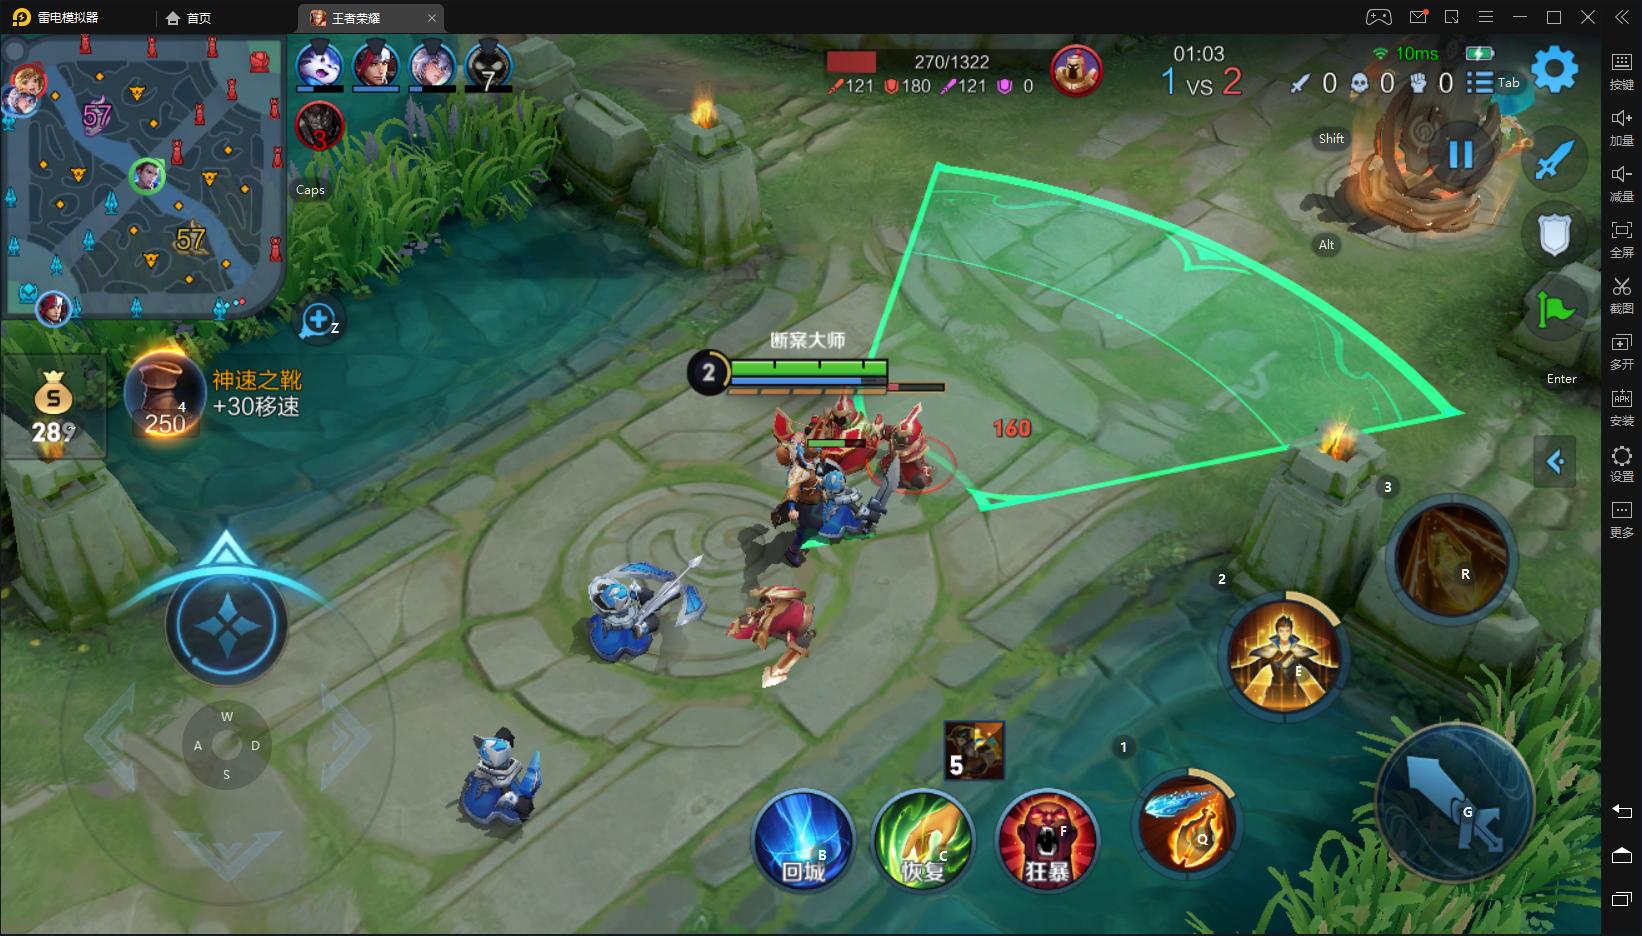 雷电模拟器
首页
王者荣耀
7
3
57
57
Caps
Z
270/1322
121 180 121 0
01:03
1 VS 2
10ms
0 0 0
Tab
Shift
Alt
Enter
按键
加量
减量
全屏
截图
多开
APK
安装
设置
更多
神速之靴
+30移速
4
250
S
断案大师
2
160
3
R
2
E
W
A D
S
5
1
B
回城
C
恢复
F
狂暴
Q
G